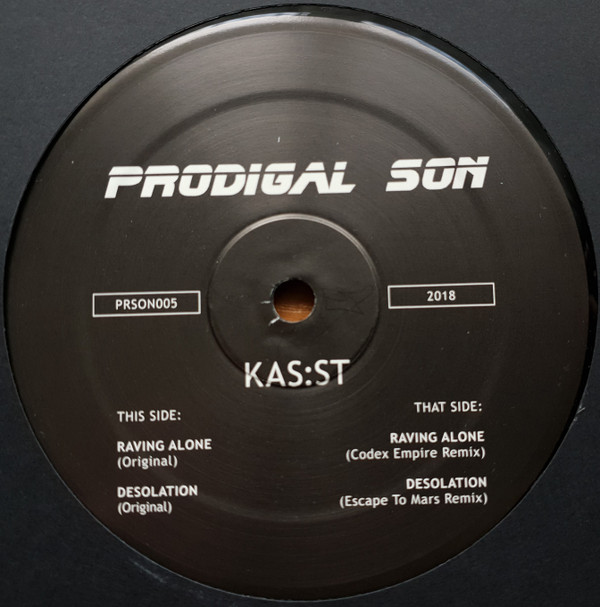 PRODIGAL SON
PRSON005
2018
KAS:ST
THIS SIDE:
RAVING ALONE
(Original)
DESOLATION
(Original)
THAT SIDE:
RAVING ALONE
(Codex Empire Remix)
DESOLATION
(Escape To Mars Remix)